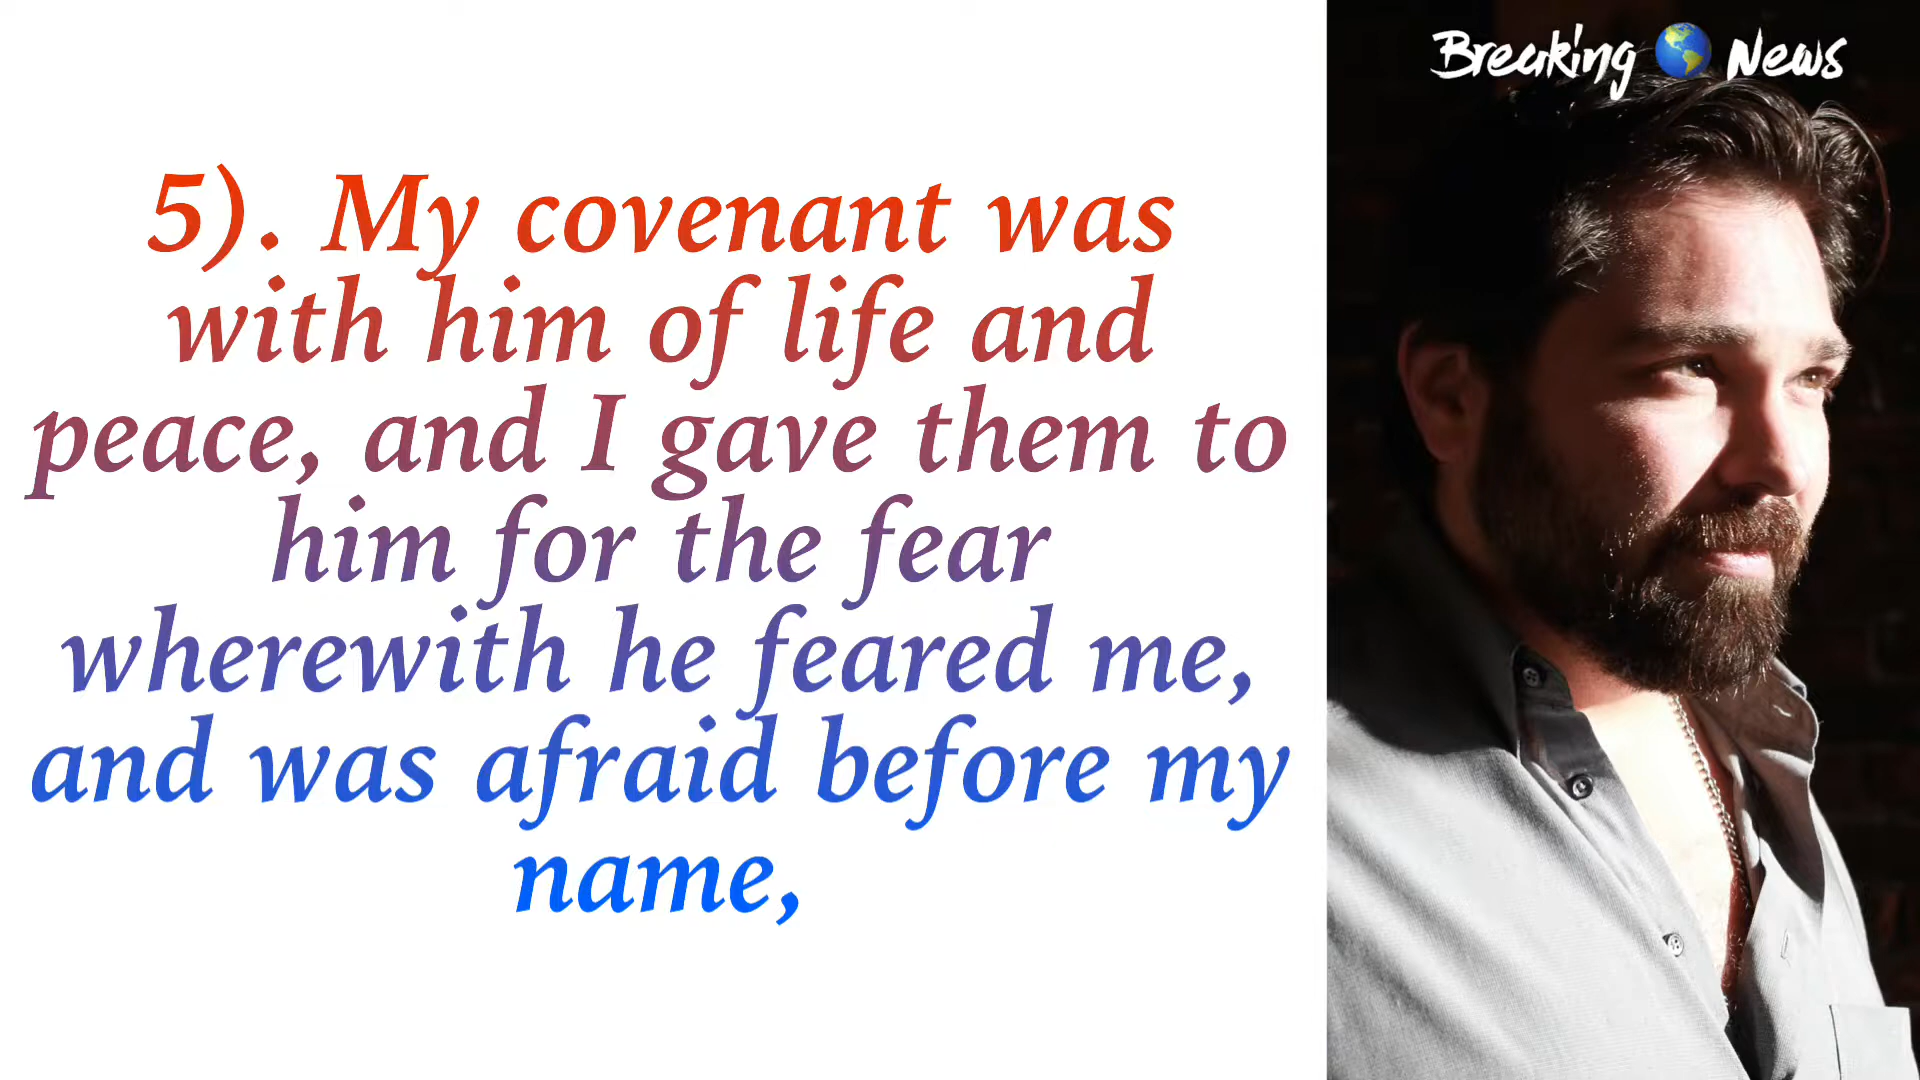 5). My covenant was
with him of life and
peace, and I gave them to
him for the fear
wherewith he feared me,
and was afraid before my
name,
Breaking News